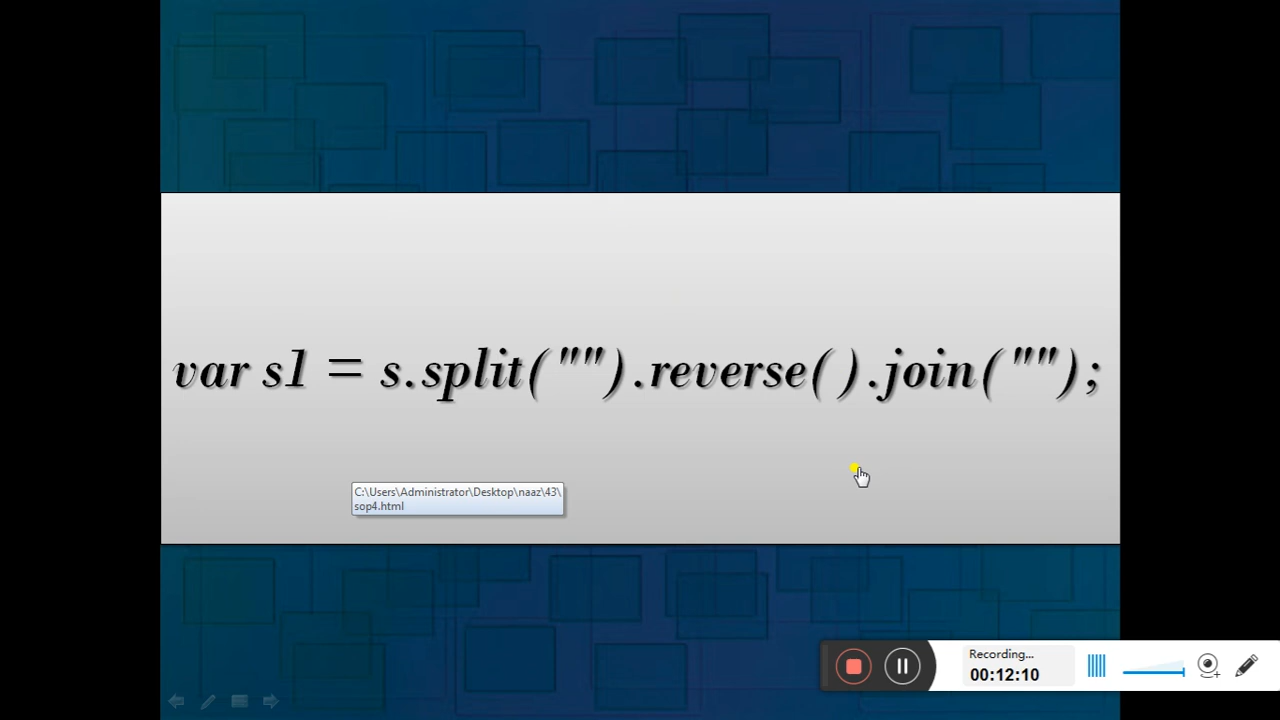 var s1 = s.split("").reverse().join("");
C:\Users\Administrator\Desktop\naaz\43\
sop4.html
Recording...
00:12:10